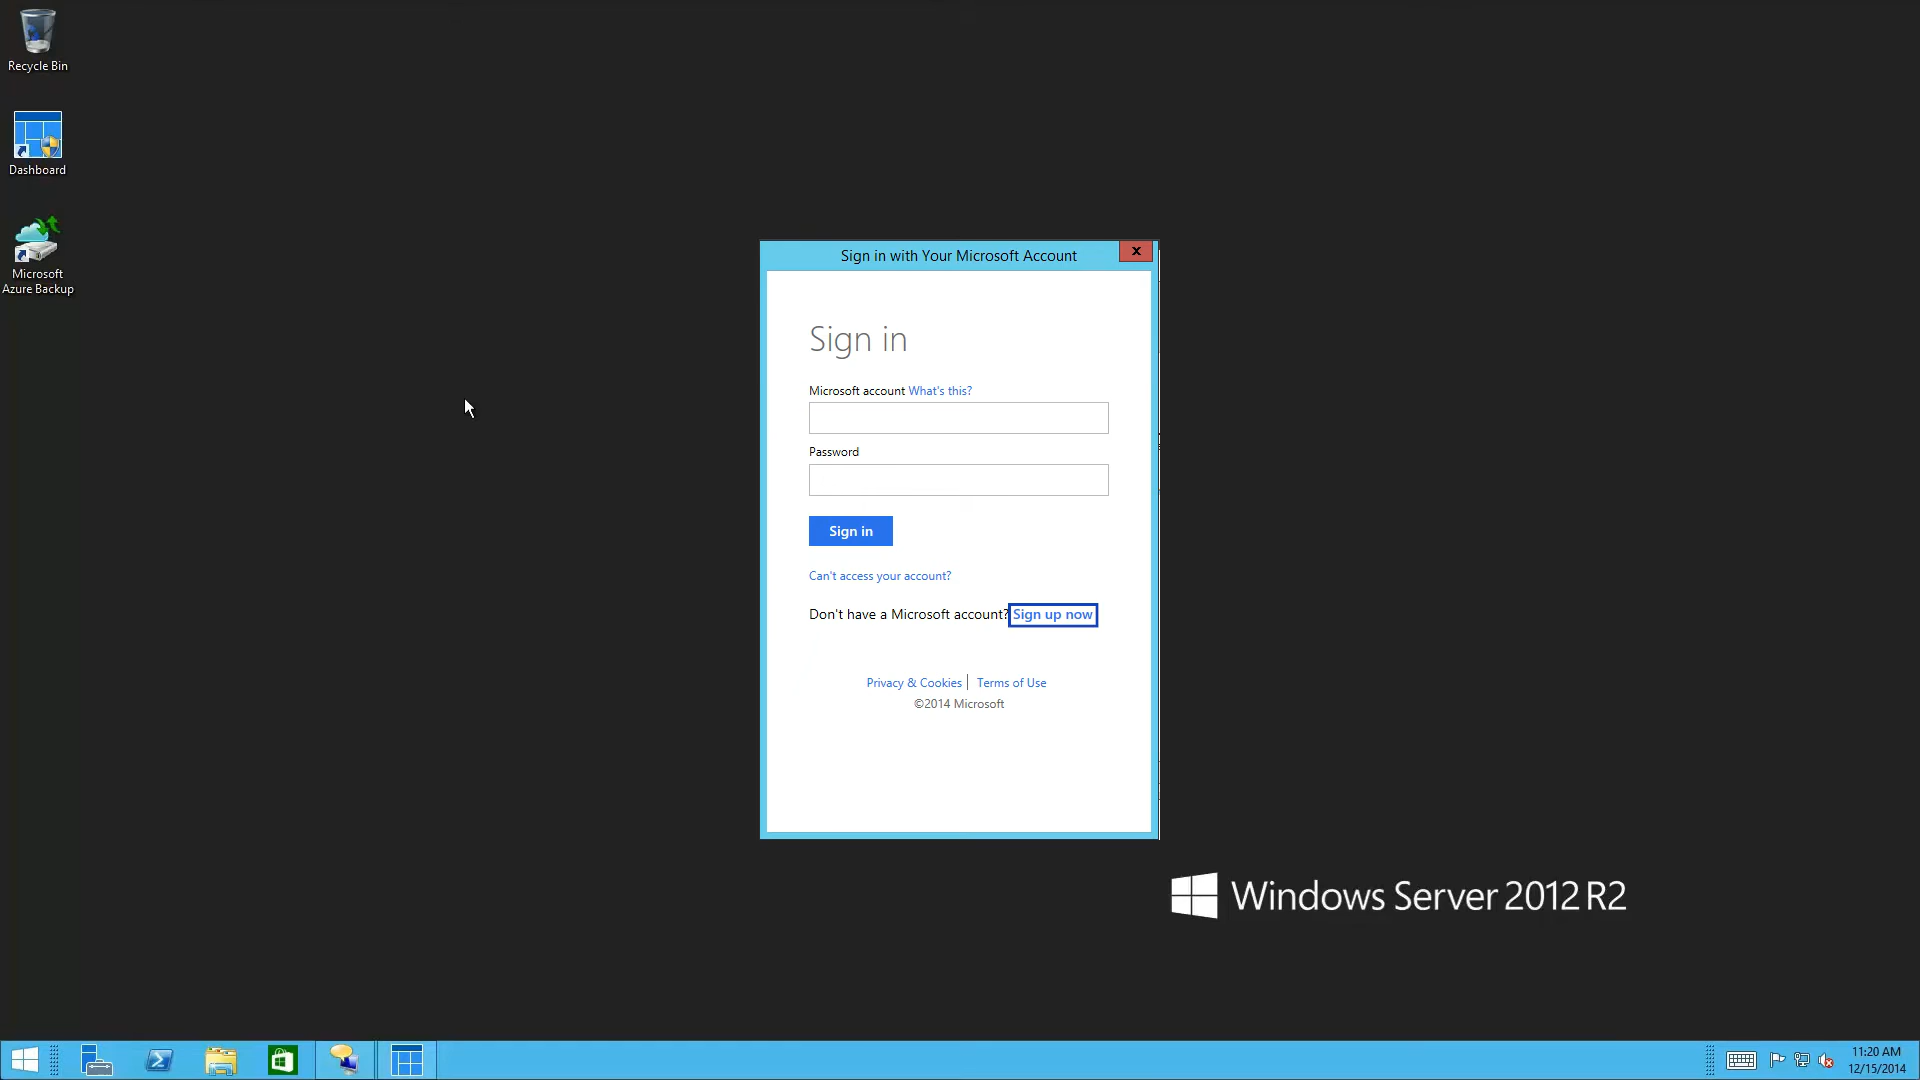 Recycle Bin
Dashboard
Microsoft
Azure Backup
Sign in with Your Microsoft Account
x
Sign in
Microsoft account What's this?
Password
Sign in
Can't access your account?
Don't have a Microsoft account? Sign up now
Privacy & Cookies | Terms of Use
©2014 Microsoft
Windows Server 2012 R2
11:20 AM
12/15/2014